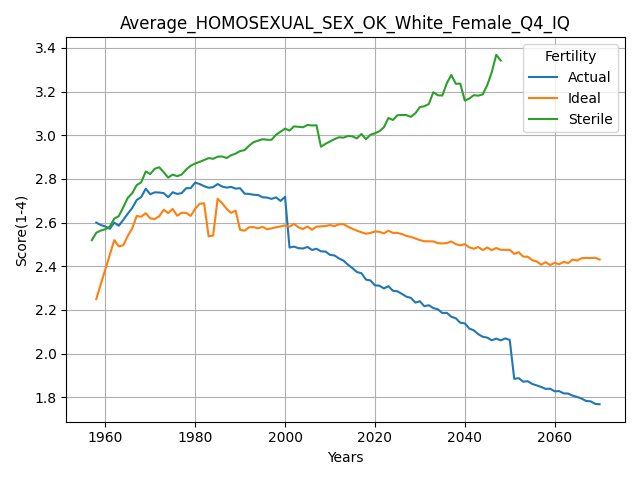 Average_HOMOSEXUAL_SEX_OK_White_Female_Q4_IQ
Fertility
Actual
Ideal
Sterile
Score(1-4)
3.4
3.2
3.0
2.8
2.6
2.4
2.2
2.0
1.8
1960 1980 2000 2020 2040 2060
Years